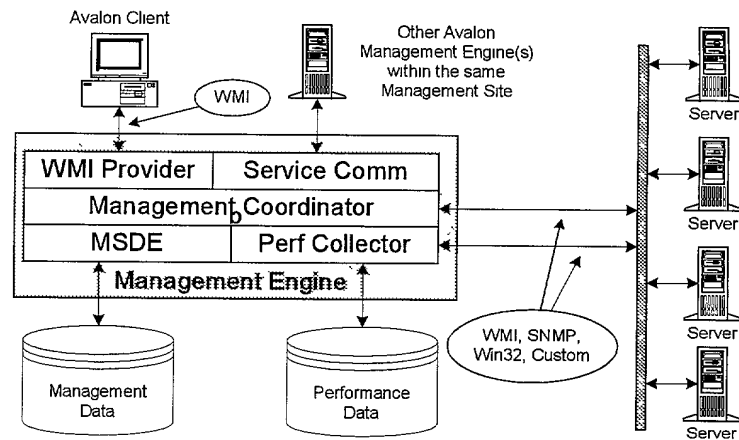 Avalon Client
Other Avalon
Management Engine(s)
within the same
Management Site
WMI
Server
WMI Provider
Service Comm
Management Coordinator
b
MSDE
Perf Collector
Management Engine
Server
Server
WMI, SNMP,
Win32, Custom
Management
Data
Performance
Data
Server